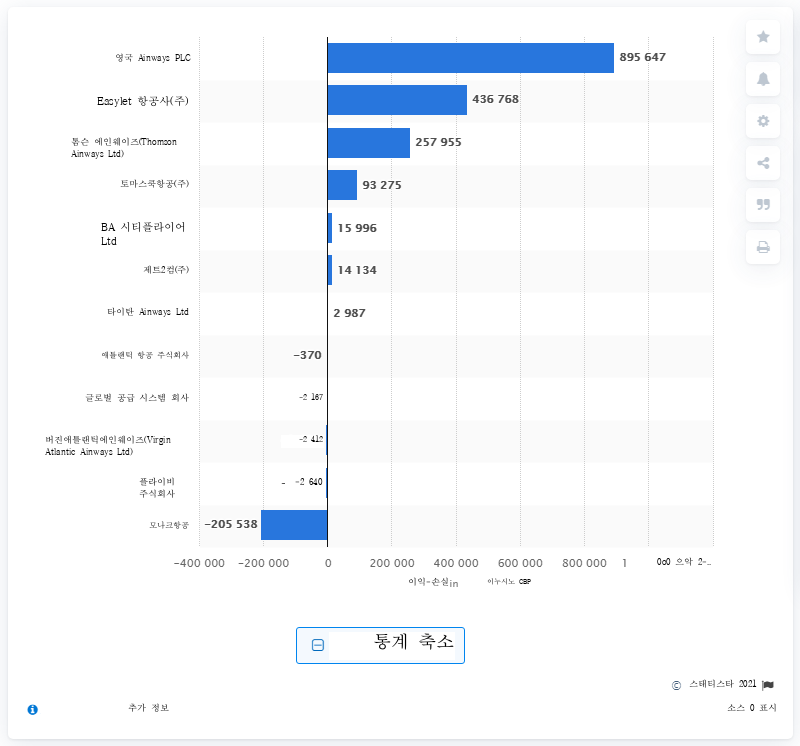 영국 Airways PLC
895 647
Easylet 항공사(주)
436 768
톰슨 에인웨이즈(Thomson
Airways Ltd)
257 955
토마스쿡항공(주)
93 275
BA 시티플라이어
Ltd
15 996
제트2컴(주)
14 134
타이탄 Airways Ltd
2 987
애틀랜틱 항공 주식회사
-370
글로벌 공급 시스템 회사
-2 167
버진애틀랜틱에인웨이즈(Virgin
Atlantic Airways Ltd)
-2 412
플라이비
주식회사
- -2 640
모나크항공
-205 538
-400 000 -200 000 0 200 000 400 000 600 000 800 000 1 0c0 으악 2-..
이익-손실in 이누시노 CBP
통계 축소
© 스태티스타 2021
추가 정보
소스 0 표시